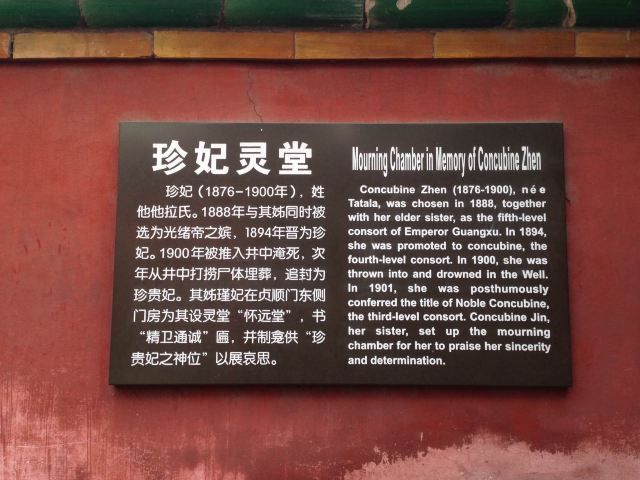 珍妃灵堂
珍妃（1876-1900年），姓
他他拉氏。1888年与其姊同时被
选为光绪帝之嫔，1894年晋为珍
妃。1900年被推入井中淹死，次
年从井中打捞尸体埋葬，追封为
珍贵妃。其姊瑾妃在贞顺门东侧
门房为其设灵堂“怀远堂”，书
“精卫通诚”匾，并制龛供“珍
贵妃之神位”以展哀思。
Mourning Chamber in Memory of Concubine Zhen
Concubine Zhen (1876-1900), née
Tatala, was chosen in 1888, together
with her elder sister, as the fifth-level
consort of Emperor Guangxu. In 1894,
she was promoted to concubine, the
fourth-level consort. In 1900, she was
thrown into and drowned in the Well.
In 1901, she was posthumously
conferred the title of Noble Concubine,
the third-level consort. Concubine Jin,
her sister, set up the mourning
chamber for her to praise her sincerity
and determination.